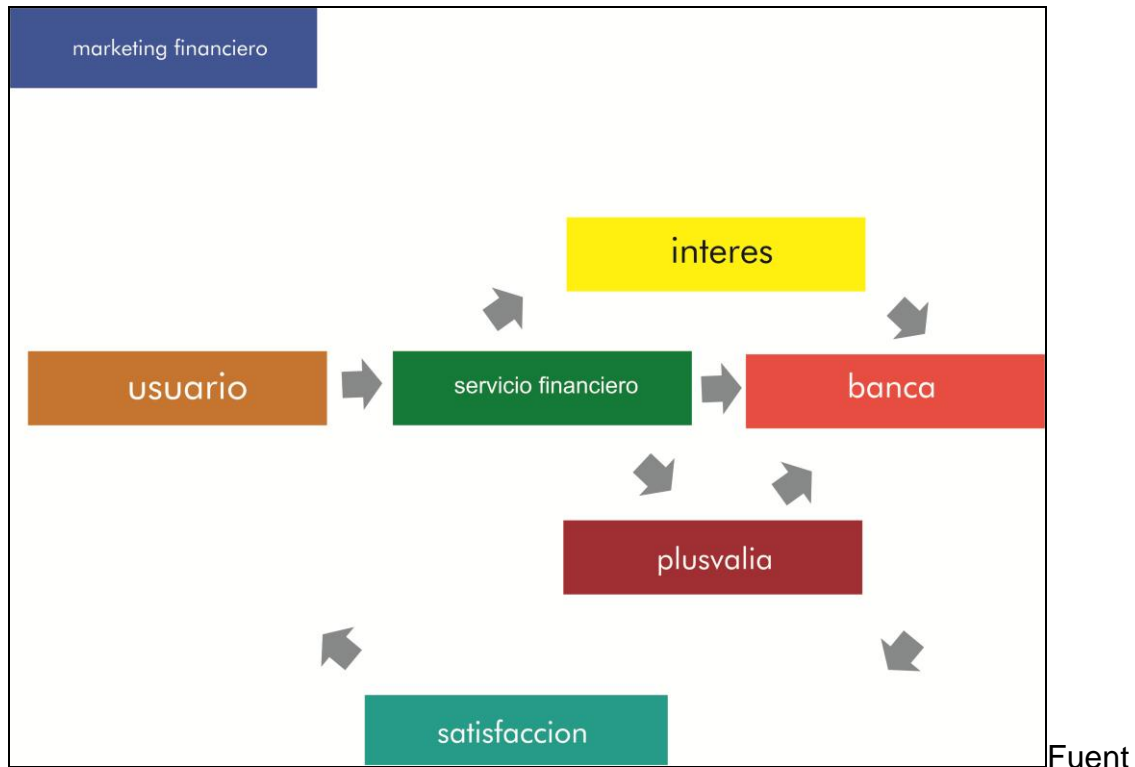 marketing financiero
interes
usuario
servicio financiero
banca
plusvalia
satisfaccion
Fuent